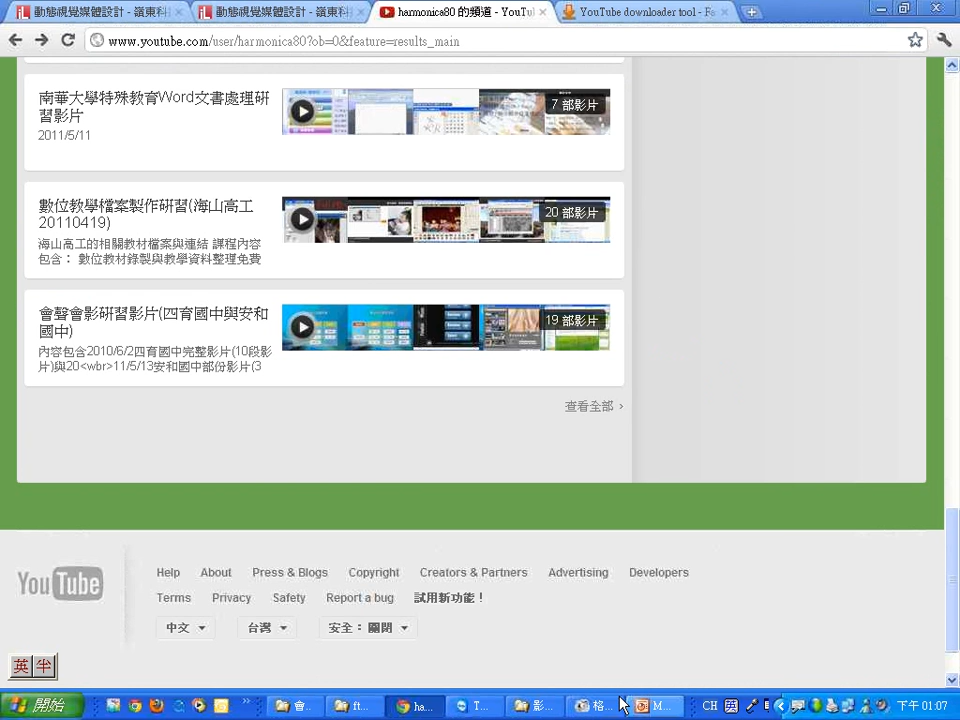 動態視覺媒體設計 - 嶺東科
動態視覺媒體設計 - 嶺東科
harmonica80 的頻道 - YouTu
YouTube downloader tool - Fa
www.youtube.com/user/harmonica80?ob=0&feature=results_main
南華大學特殊教育Word文書處理研
習影片
2011/5/11
7 部影片
數位教學檔案製作研習(海山高工
20110419)
海山高工的相關教材檔案與連結 課程內容
包含： 數位教材錄製與教學資料整理免費
20 部影片
會聲會影研習影片(四育國中與安和
國中)
內容包含2010/6/2四育國中完整影片(10段影
片)與20<wbr>11/5/13安和國中部份影片(3
19 部影片
查看全部 ›
YouTube
Help About Press & Blogs Copyright Creators & Partners Advertising Developers
Terms Privacy Safety Report a bug 試用新功能！
中文 台灣 安全：關閉
英 半
開始 會. ft... ha... T... 影... 格. M... CH 英 下午 01:07